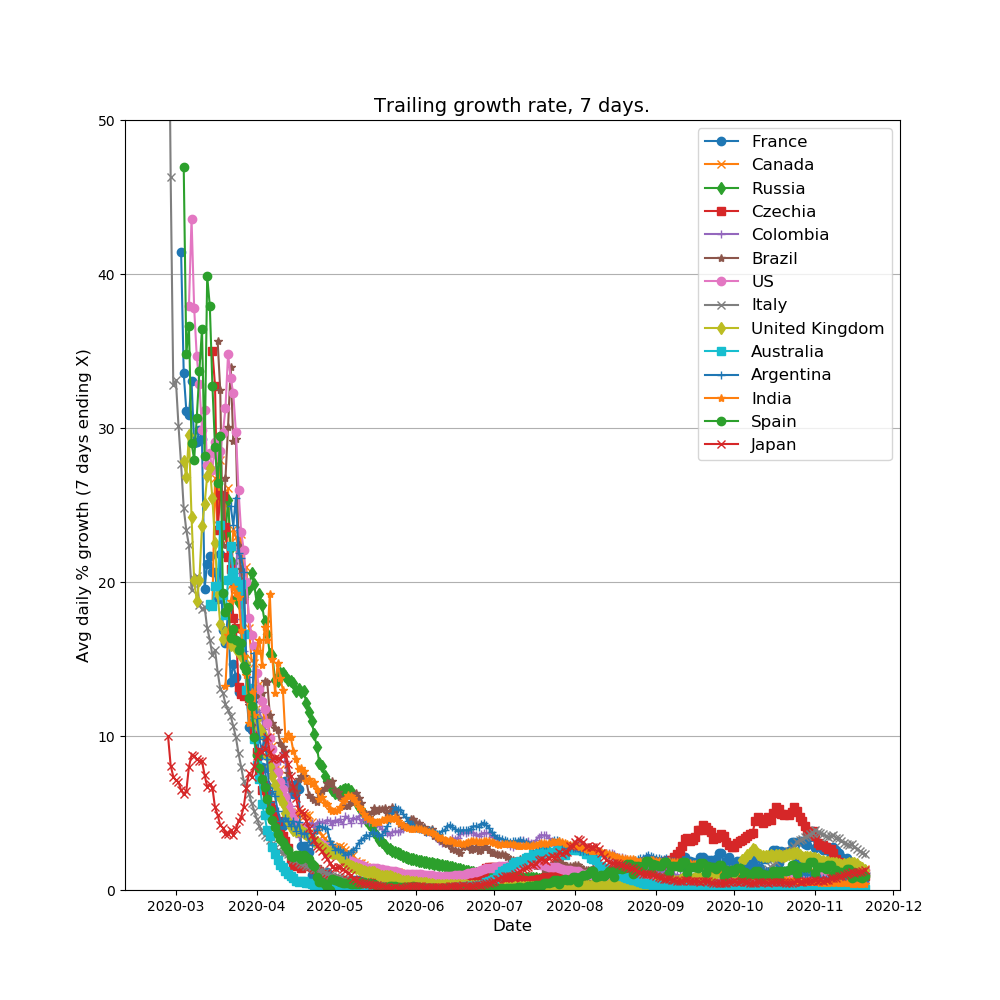 Trailing growth rate, 7 days.
50
40
30
20
10
0
Avg daily % growth (7 days ending X)
France
Canada
Russia
Czechia
Colombia
Brazil
US
Italy
United Kingdom
Australia
Argentina
India
Spain
Japan
2020-03 2020-04 2020-05 2020-06 2020-07 2020-08 2020-09 2020-10 2020-11 2020-12
Date